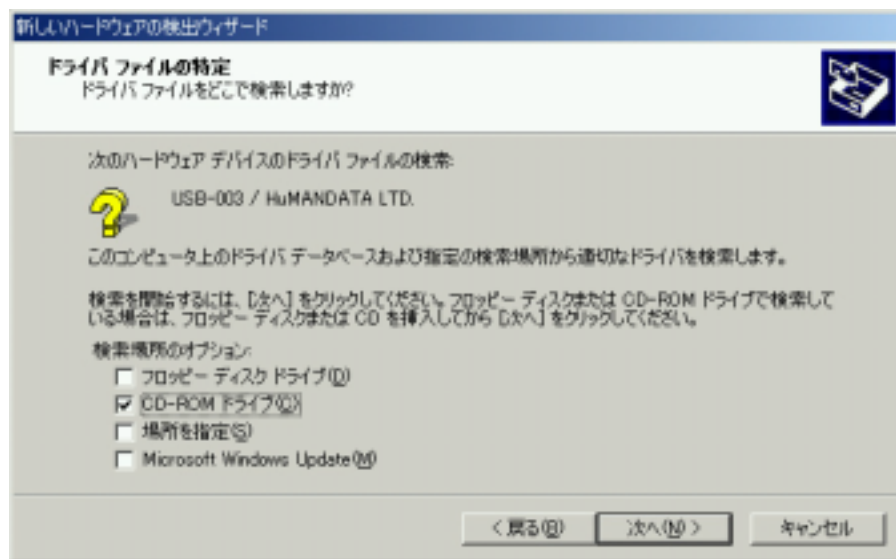 新しいハードウェアの検出ウィザード
ドライバ ファイルの特定
ドライバ ファイルをどこで検索しますか?
次のハードウェア デバイスのドライバ ファイルの検索:
USB-003 / HuMANDATA LTD.
このコンピュータ上のドライバ データベースおよび指定の検索場所から適切なドライバを検索します。
検索を開始するには、[次へ] をクリックしてください。フロッピー ディスクまたは CD-ROM ドライブで検索して
いる場合は、フロッピー ディスクまたは CD を挿入してから [次へ] をクリックしてください。
検索場所のオプション:
フロッピー ディスク ドライブ(D)
CD-ROM ドライブ(C)
場所を指定(S)
Microsoft Windows Update(M)
< 戻る(B) 次へ(N) > キャンセル